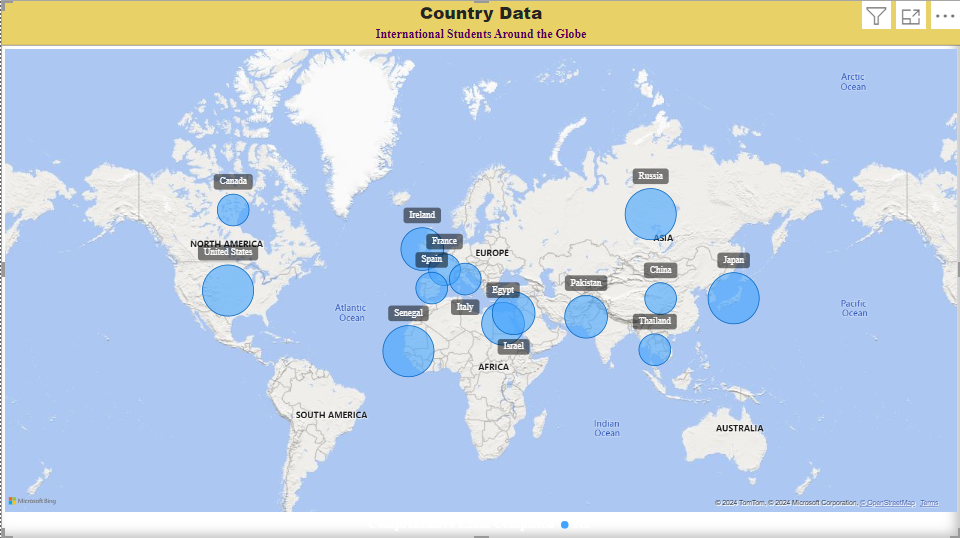 Country Data
International Students Around the Globe
Arctic
Ocean
Russia
Canada
Ireland
ASIA
France
NORTH AMERICA
United States
EUROPE
Spain
Japan
China
Pakistan
Egypt
Italy
Atlantic
Ocean
Pacific
Ocean
Senegal
Thailand
Israel
AFRICA
SOUTH AMERICA
Indian
Ocean
AUSTRALIA
Microsoft Bing
© 2024 TomTom, © 2024 Microsoft Corporation, © OpenStreetMap Terms